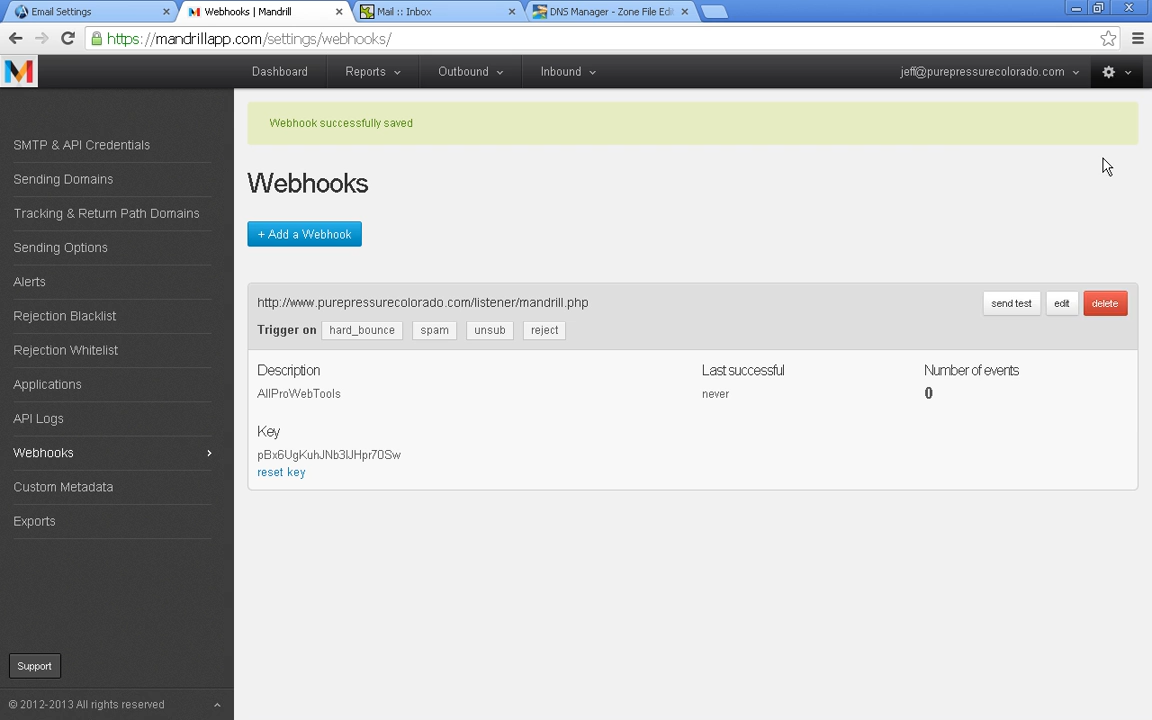 Email Settings
Webhooks | Mandrill
Mail :: Inbox
DNS Manager - Zone File Edi
https://mandrillapp.com/settings/webhooks/
Dashboard
Reports
Outbound
Inbound
jeff@purepressurecolorado.com
SMTP & API Credentials
Sending Domains
Tracking & Return Path Domains
Sending Options
Alerts
Rejection Blacklist
Rejection Whitelist
Applications
API Logs
Webhooks
Custom Metadata
Exports
Support
© 2012-2013 All rights reserved
Webhook successfully saved
Webhooks
+ Add a Webhook
http://www.purepressurecolorado.com/listener/mandrill.php
send test
edit
delete
Trigger on hard_bounce spam unsub reject
Description
AllProWebTools
Last successful
never
Number of events
0
Key
reset key